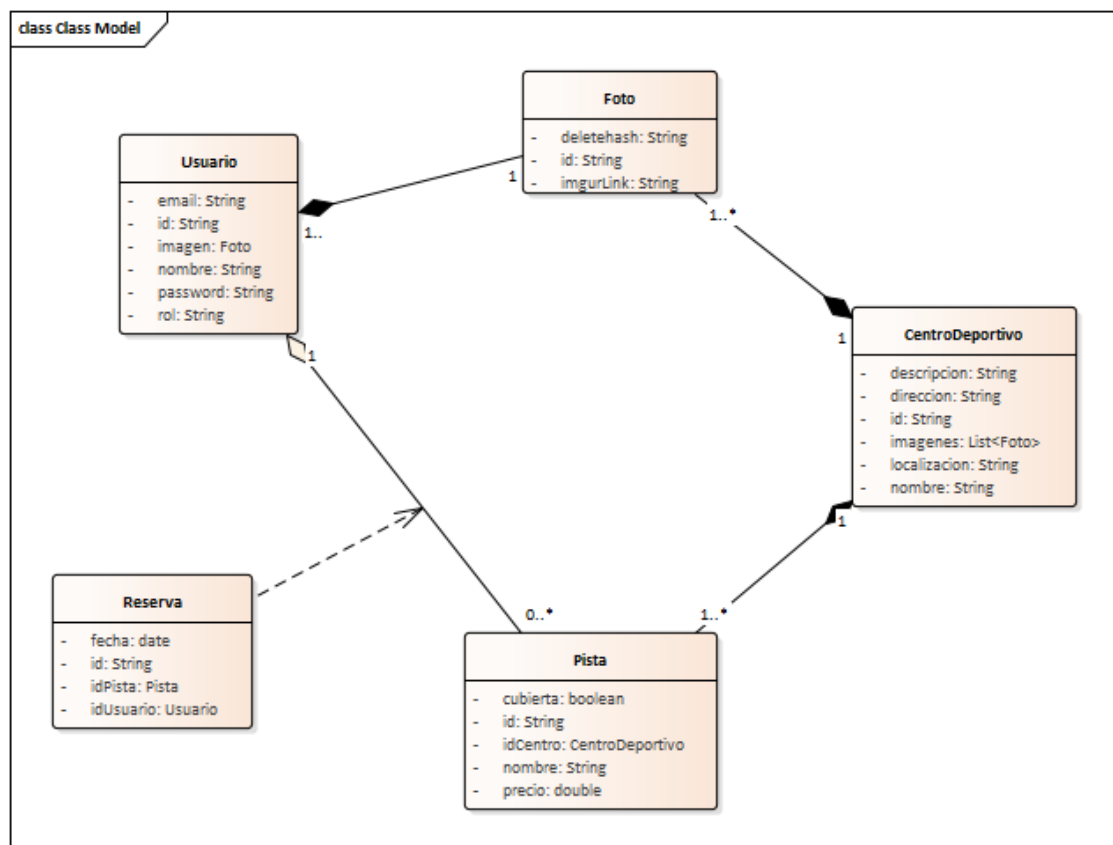 class Class Model
Foto
- deletehash: String
- id: String
- imgurLink: String
1
1..*
Usuario
- email: String
- id: String
- imagen: Foto
- nombre: String
- password: String
- rol: String
1..
1
CentroDeportivo
- descripcion: String
- direccion: String
- id: String
- imagenes: List<Foto>
- localizacion: String
- nombre: String
1
1
Reserva
- fecha: date
- id: String
- idPista: Pista
- idUsuario: Usuario
0..*
1..*
Pista
- cubierta: boolean
- id: String
- idCentro: CentroDeportivo
- nombre: String
- precio: double